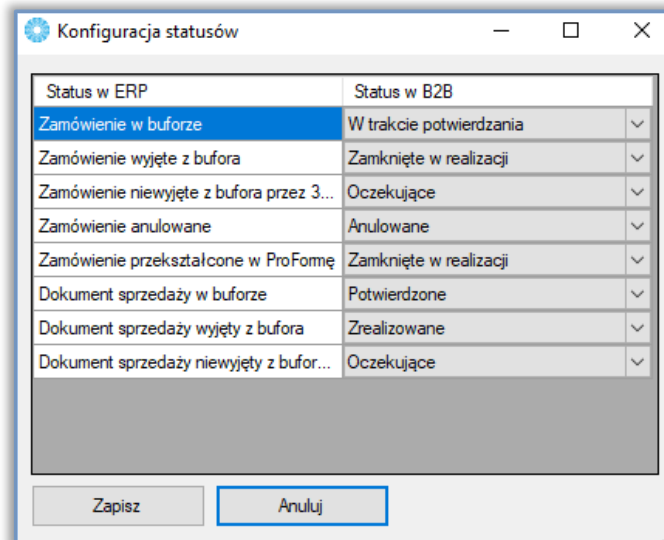 Konfiguracja statusów
Status w ERP Status w B2B
Zamówienie w buforze W trakcie potwierdzania
Zamówienie wyjęte z bufora Zamknięte w realizacji
Zamówienie niewyjęte z bufora przez 3... Oczekujące
Zamówienie anulowane Anulowane
Zamówienie przekształcone w ProFormę Zamknięte w realizacji
Dokument sprzedaży w buforze Potwierdzone
Dokument sprzedaży wyjęty z bufora Zrealizowane
Dokument sprzedaży niewyjęty z bufor... Oczekujące
Zapisz Anuluj